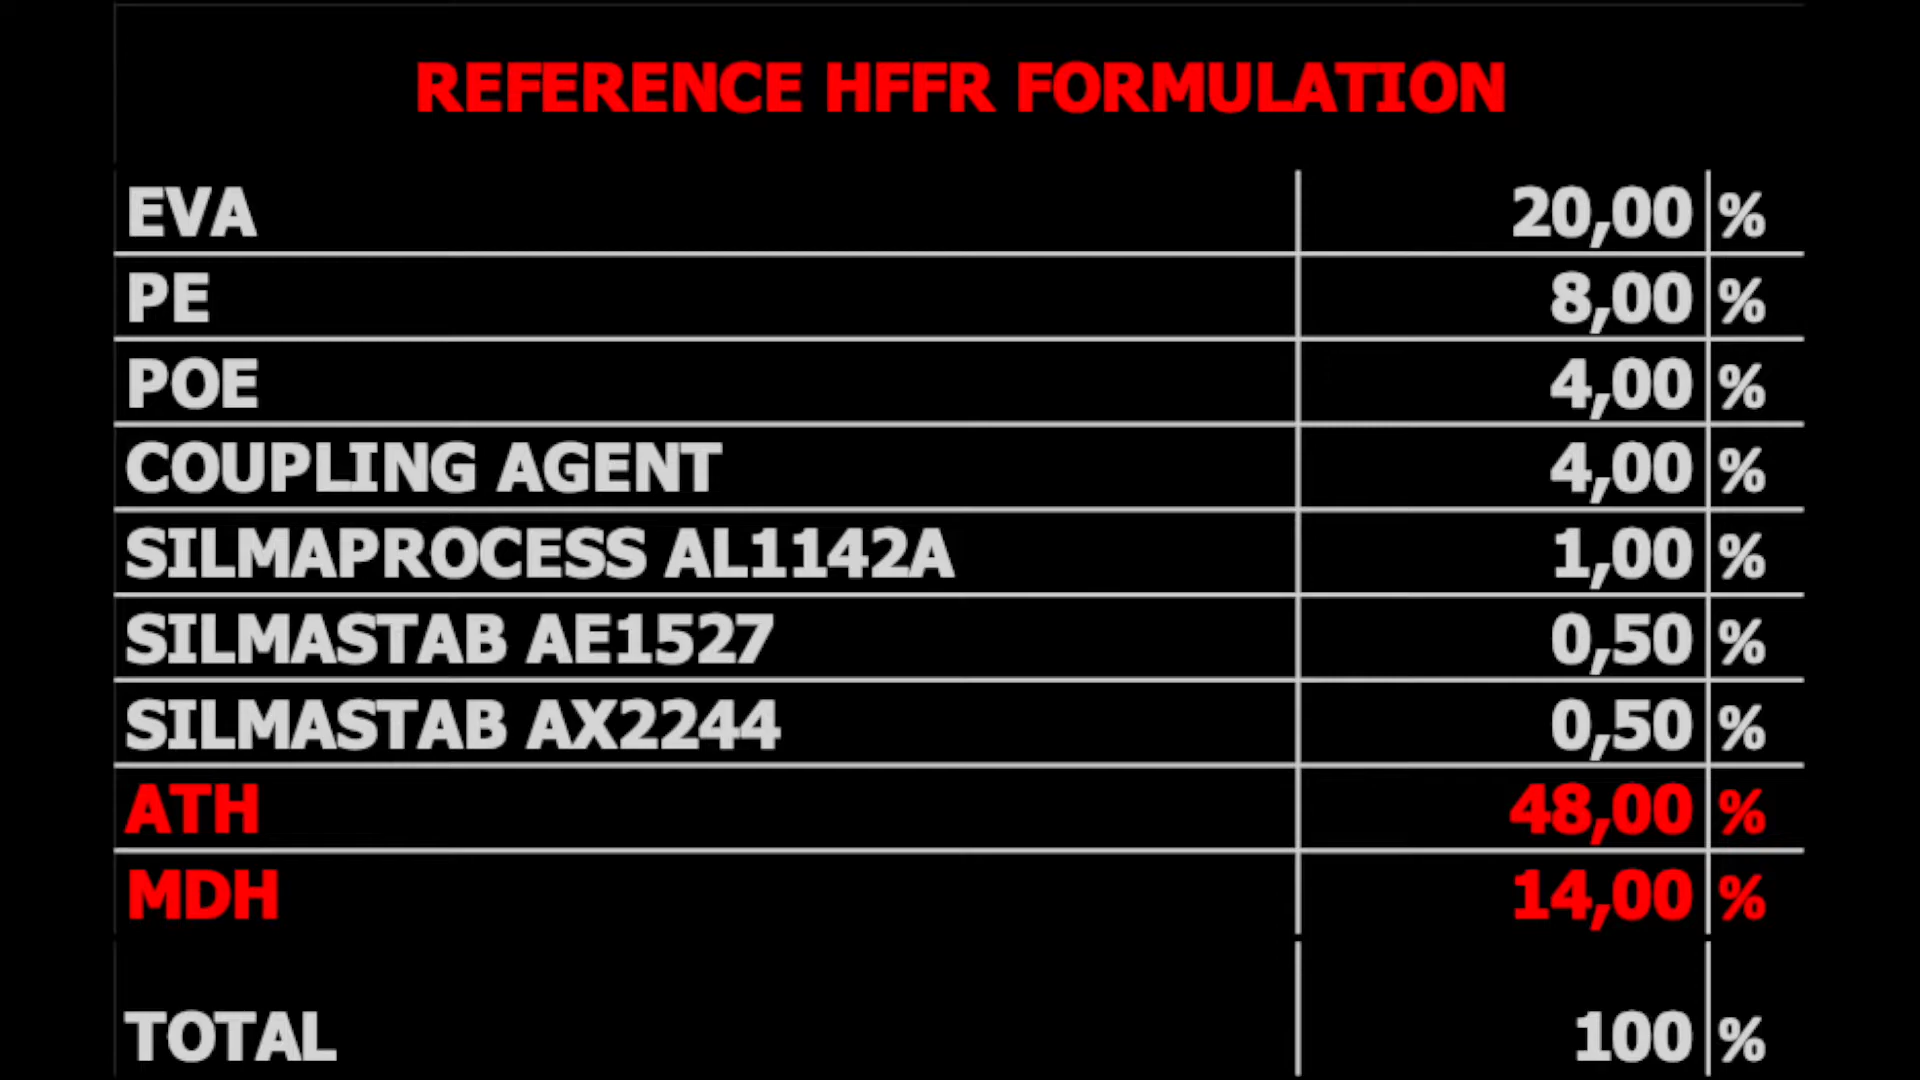 REFERENCE HFFR FORMULATION
EVA 20,00 %
PE 8,00 %
POE 4,00 %
COUPLING AGENT 4,00 %
SILMAPROCESS AL1142A 1,00 %
SILMASTAB AE1527 0,50 %
SILMASTAB AX2244 0,50 %
ATH 48,00 %
MDH 14,00 %
TOTAL 100 %